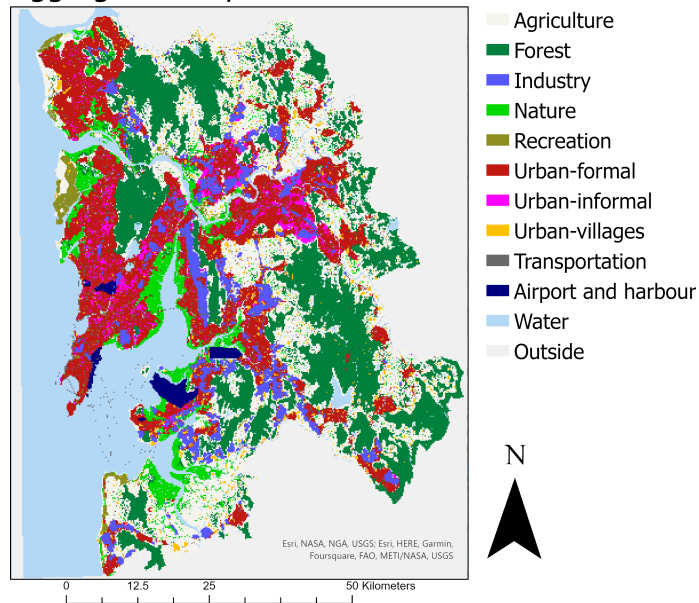 Agriculture
Forest
Industry
Nature
Recreation
Urban-formal
Urban-informal
Urban-villages
Transportation
Airport and harbour
Water
Outside
N
Esri, NASA, NGA, USGS; Esri, HERE, Garmin,
Foursquare, FAO, METI/NASA, USGS
0 12.5 25 50 Kilometers